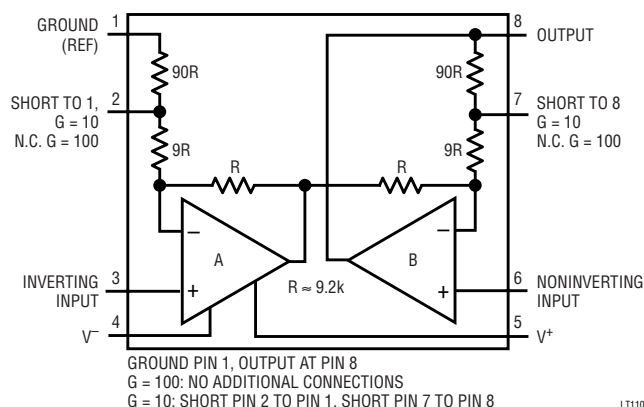 GROUND
(REF)
1
8
OUTPUT
90R
90R
SHORT TO 1,
G = 10
N.C. G = 100
2
7
SHORT TO 8
G = 10
N.C. G = 100
9R
9R
R
R
–
–
A
B
+
+
R ≈ 9.2k
INVERTING
INPUT
3
6
NONINVERTING
INPUT
V–
4
5
V+
GROUND PIN 1, OUTPUT AT PIN 8
G = 100: NO ADDITIONAL CONNECTIONS
G = 10: SHORT PIN 2 TO PIN 1, SHORT PIN 7 TO PIN 8